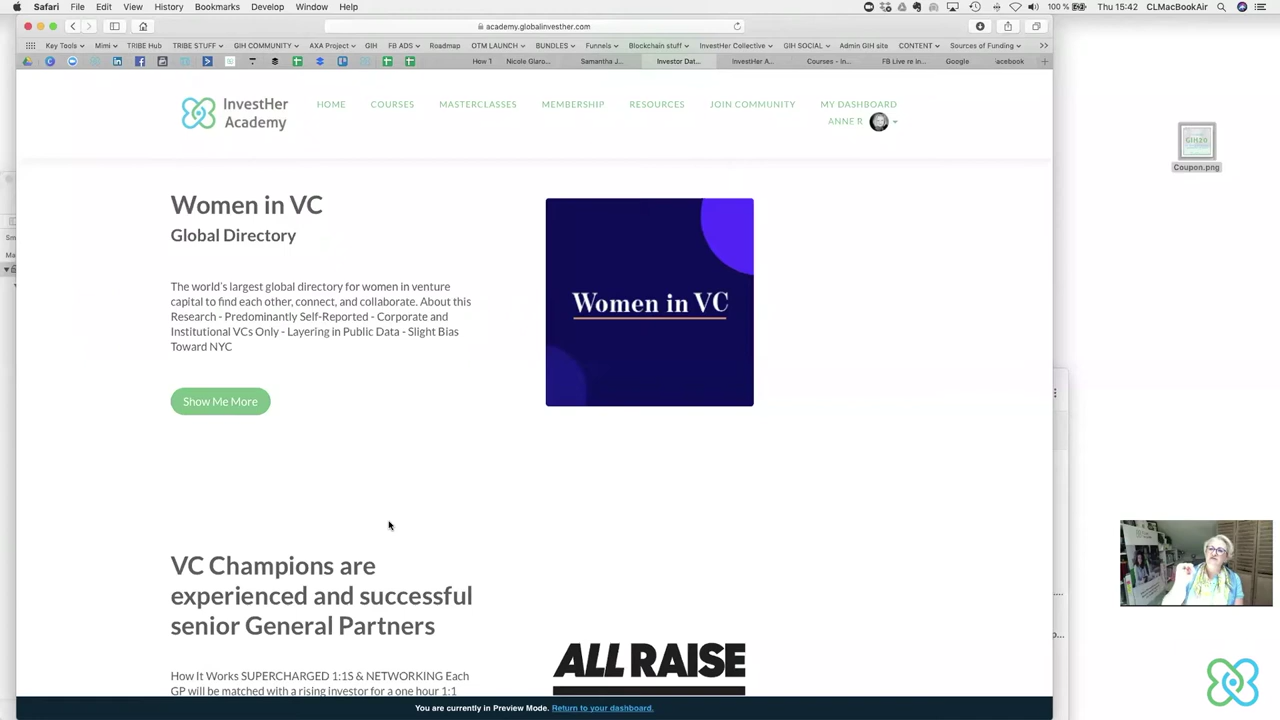 Safari File Edit View History Bookmarks Develop Window Help 100 % Thu 15:42 CLMacBookAir
academy.globalinvesther.com
Key Tools Mimi TRIBE Hub TRIBE STUFF GIH COMMUNITY AXA Project GIH FB ADS Roadmap OTM LAUNCH BUNDLES Funnels Blockchain stuff InvestHer Collective GIH SOCIAL Admin GIH site CONTENT Sources of Funding
How 1 Nicole Glaro... Samantha J... Investor Dat... InvestHer A... Courses – in... FB Live re in... Google acebook
InvestHer
Academy
HOME COURSES MASTERCLASSES MEMBERSHIP RESOURCES JOIN COMMUNITY MY DASHBOARD
ANNE R
Coupon.png
Women in VC
Global Directory
The world's largest global directory for women in venture
capital to find each other, connect, and collaborate. About this
Research - Predominantly Self-Reported - Corporate and
Institutional VCs Only - Layering in Public Data - Slight Bias
Toward NYC
Show Me More
Women in VC
VC Champions are
experienced and successful
senior General Partners
How It Works SUPERCHARGED 1:1S & NETWORKING Each
GP will be matched with a rising investor for a one hour 1:1
ALL RAISE
You are currently in Preview Mode. Return to your dashboard.